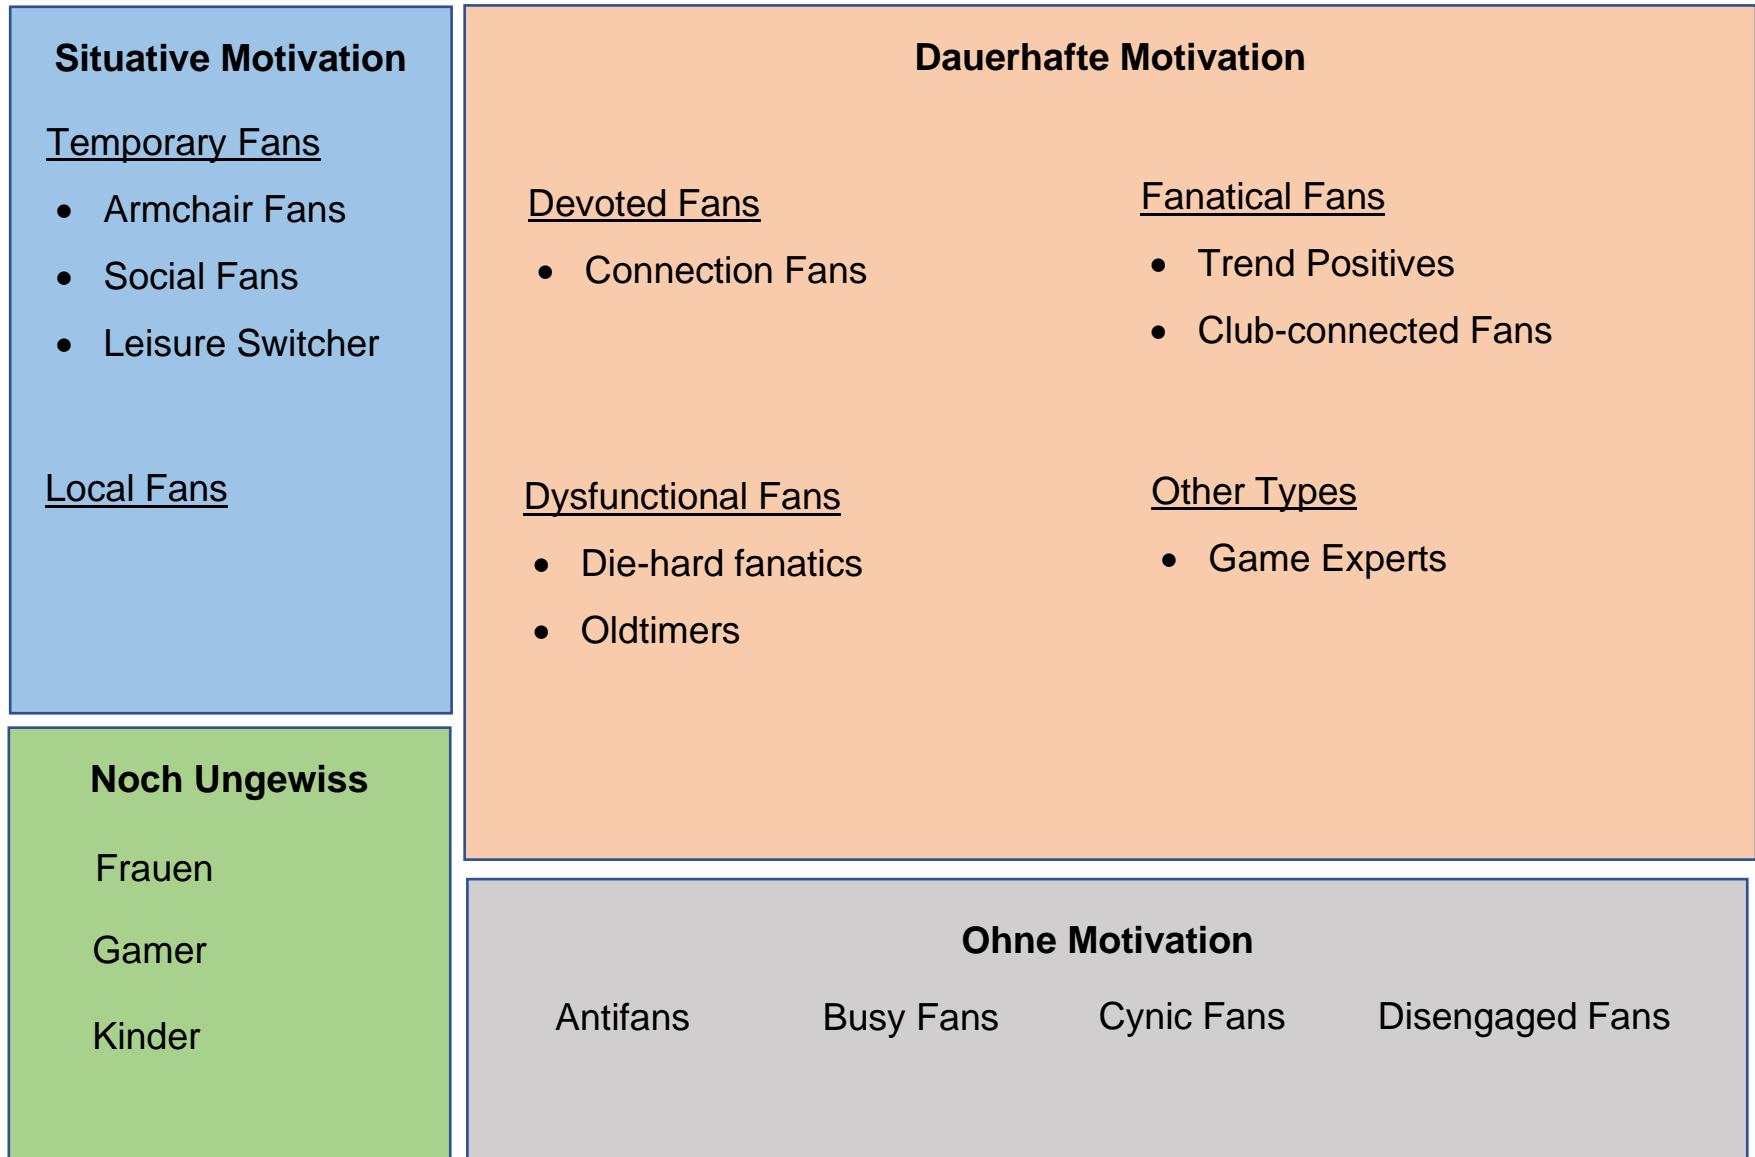 Situative Motivation
Temporary Fans
• Armchair Fans
• Social Fans
• Leisure Switcher
Local Fans
Dauerhafte Motivation
Devoted Fans
• Connection Fans
Fanatical Fans
• Trend Positives
• Club-connected Fans
Dysfunctional Fans
• Die-hard fanatics
• Oldtimers
Other Types
• Game Experts
Noch Ungewiss
Frauen
Gamer
Kinder
Ohne Motivation
Antifans Busy Fans Cynic Fans Disengaged Fans